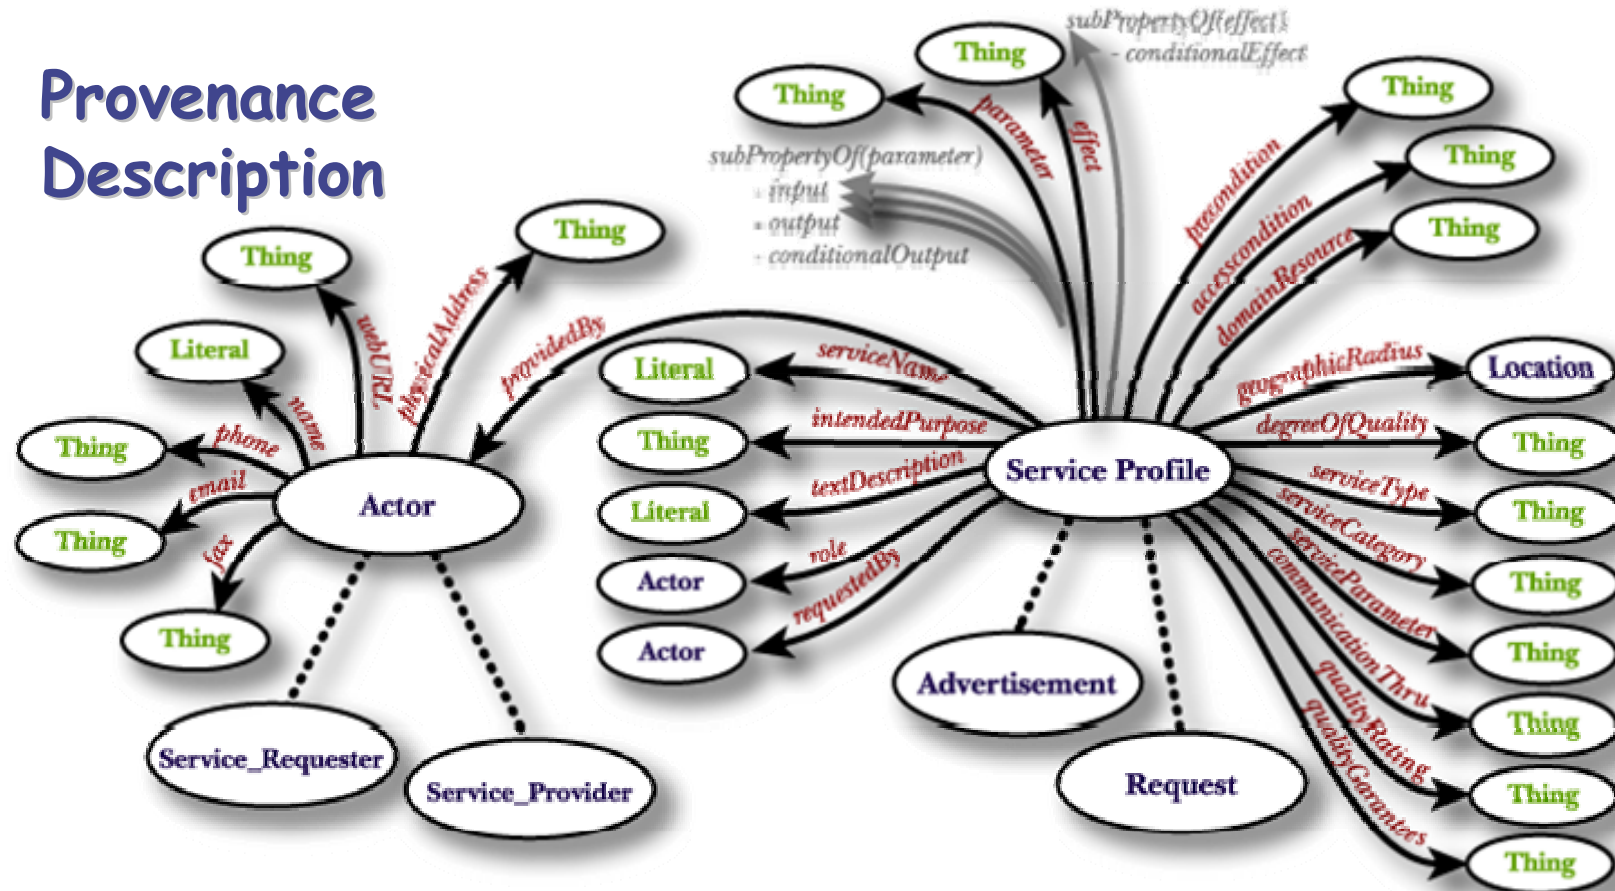 Provenance
Description
subPropertyOf(effect)
- conditionalEffect
Thing
Thing
Thing
parameter
effect
precondition
Thing
accesscondition
Thing
domainResource
subPropertyOf(parameter)
- input
- output
- conditionalOutput
Thing
Thing
webURL
physicalAddress
providedBy
Literal
name
Thing
phone
Thing
email
fax
Thing
Actor
Literal
serviceName
Thing
intendedPurpose
Literal
textDescription
Actor
role
Actor
requestedBy
Service Profile
geographicRadius
Location
degreeOfQuality
Thing
serviceType
Thing
serviceCategory
Thing
serviceParameter
Thing
communicationThru
Thing
qualityRating
Thing
qualityGarantees
Thing
Service_Requester
Service_Provider
Advertisement
Request